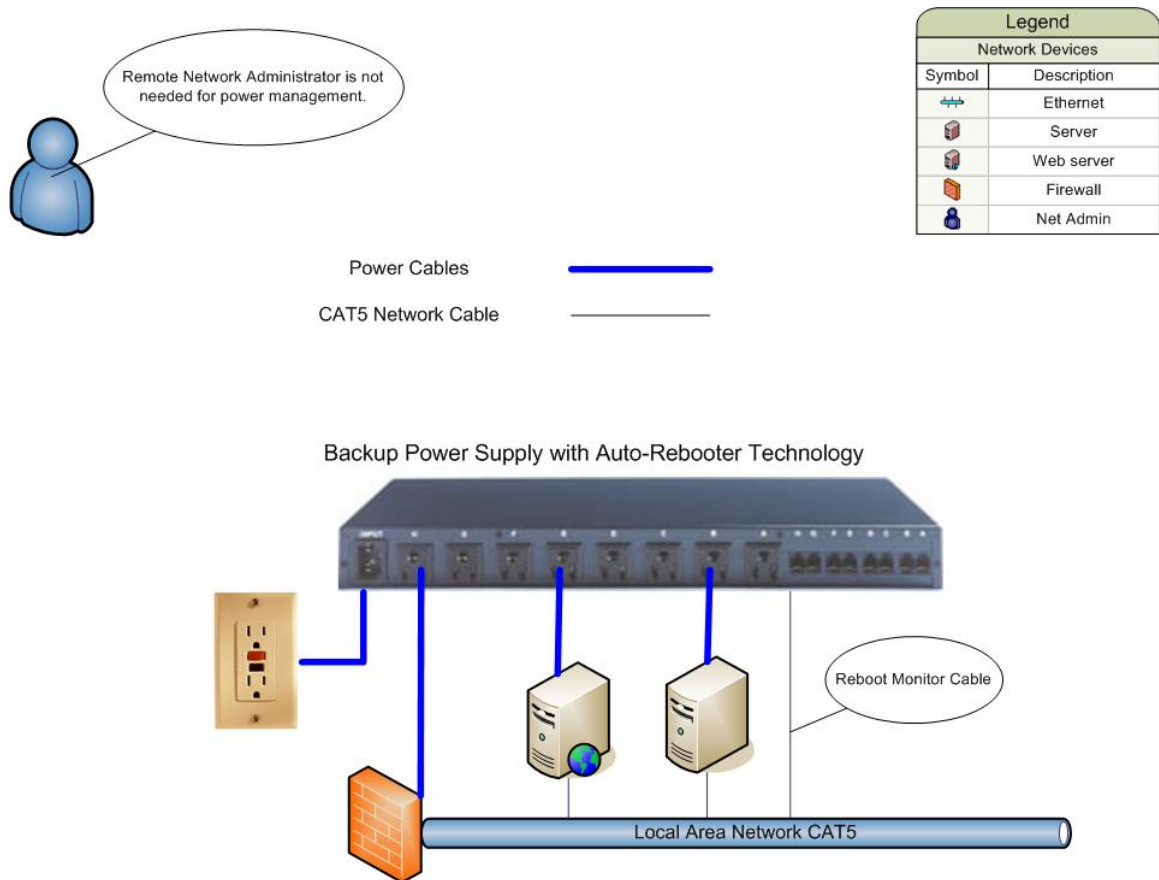 Remote Network Administrator is not
needed for power management.
Legend
Network Devices
Symbol Description
Ethernet
Server
Web server
Firewall
Net Admin
Power Cables
CAT5 Network Cable
Backup Power Supply with Auto-Rebooter Technology
INPUT H G F E D C B A H G F E D C B A
Reboot Monitor Cable
Local Area Network CAT5